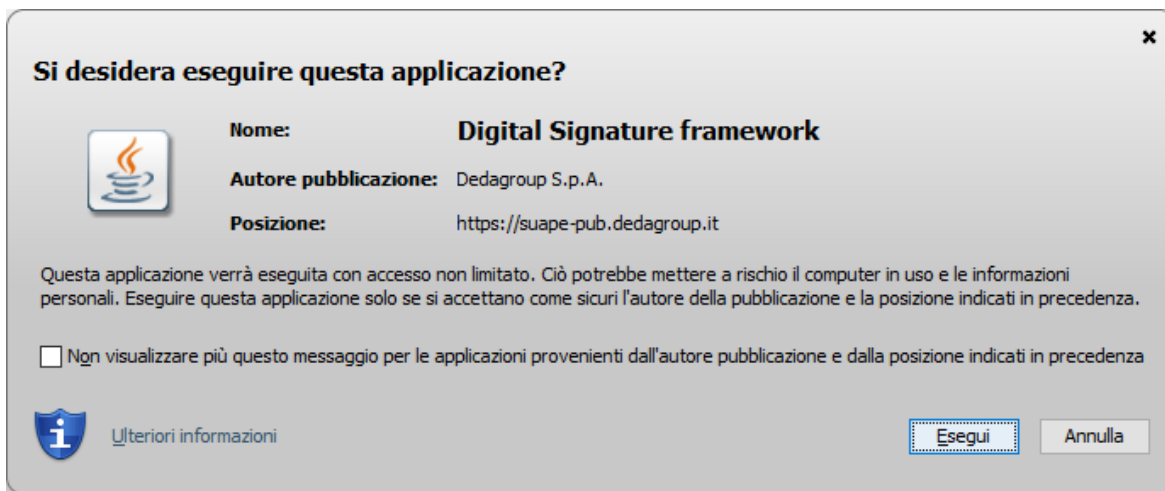 Si desidera eseguire questa applicazione?
Nome: Digital Signature framework
Autore pubblicazione: Dedagroup S.p.A.
Posizione: https://suape-pub.dedagroup.it
Questa applicazione verrà eseguita con accesso non limitato. Ciò potrebbe mettere a rischio il computer in uso e le informazioni
personali. Eseguire questa applicazione solo se si accettano come sicuri l'autore della pubblicazione e la posizione indicati in precedenza.
Non visualizzare più questo messaggio per le applicazioni provenienti dall'autore pubblicazione e dalla posizione indicati in precedenza
Ulteriori informazioni
Esegui Annulla